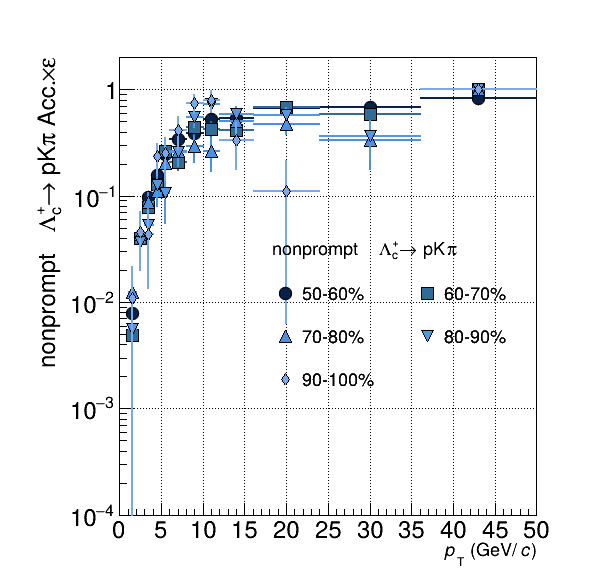 nonprompt Λc+→ pKπ Acc.×ε
1
10−1
10−2
10−3
10−4
nonprompt Λc+→ pKπ
50-60% 60-70%
70-80% 80-90%
90-100%
0 5 10 15 20 25 30 35 40 45 50
pT (GeV/c)